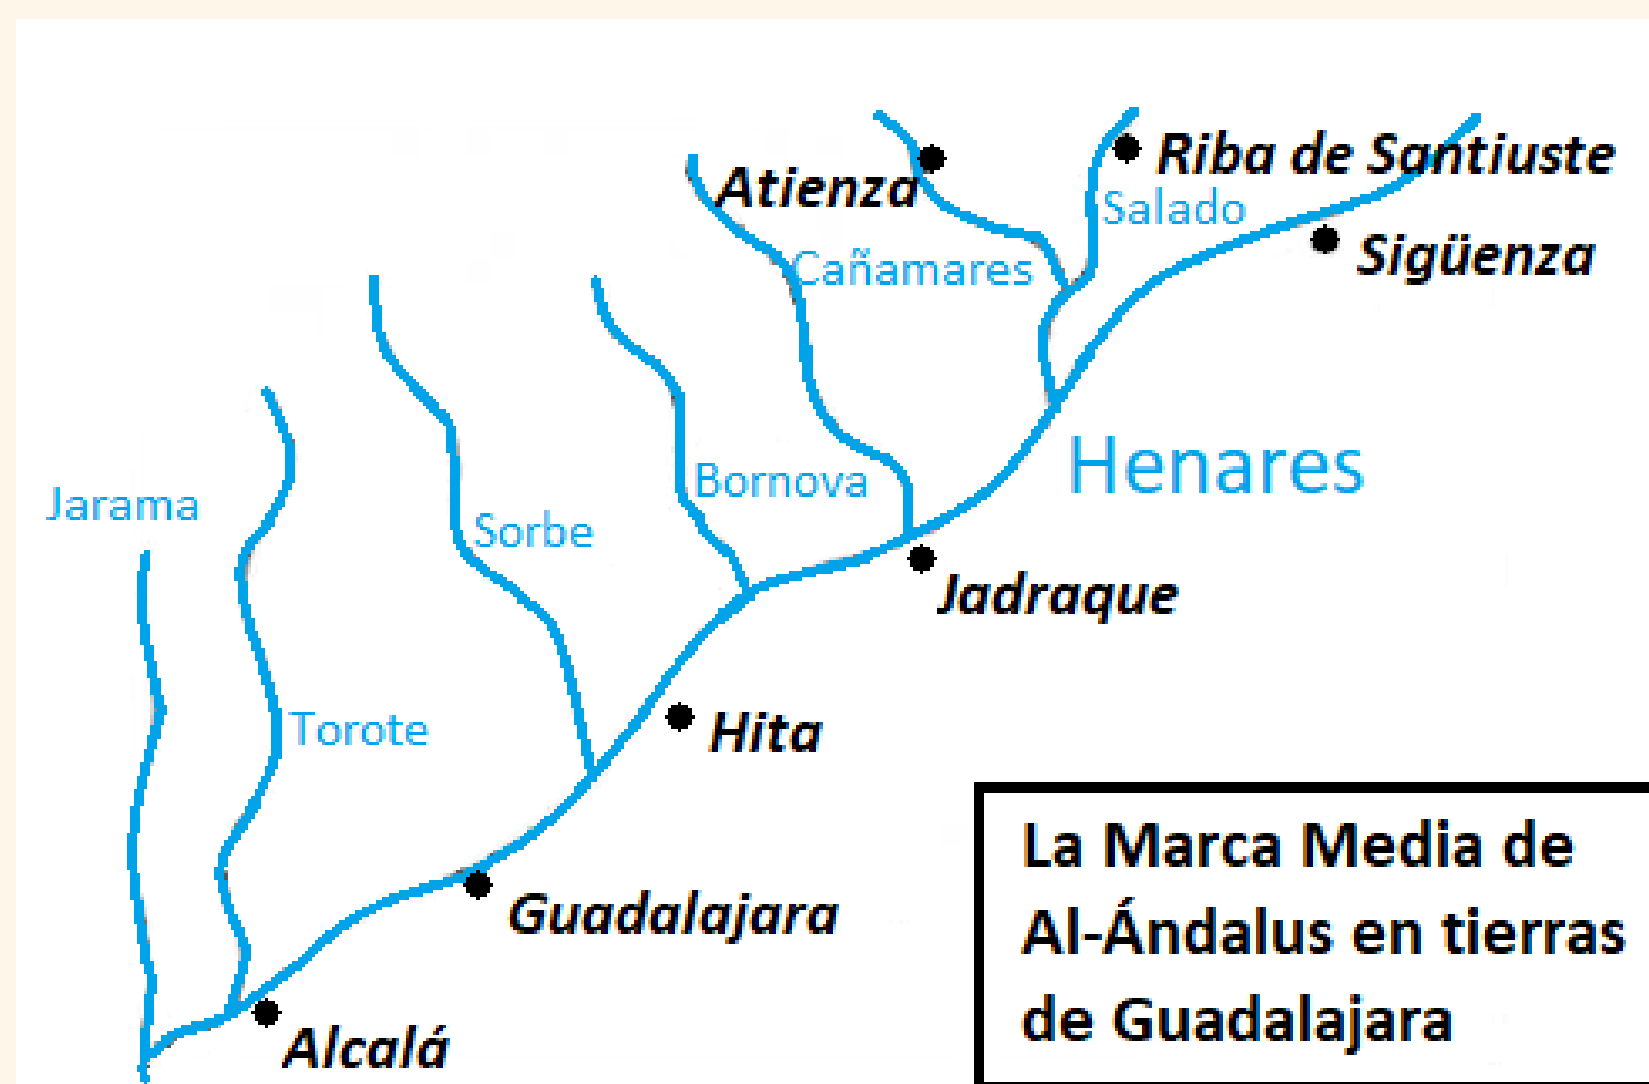 Riba de Santiuste
Atienza
Salado
Sigüenza
Cañamares
Henares
Bornova
Jarama
Sorbe
Jadraque
Torote
Hita
Guadalajara
Alcalá
La Marca Media de
Al-Ándalus en tierras
de Guadalajara